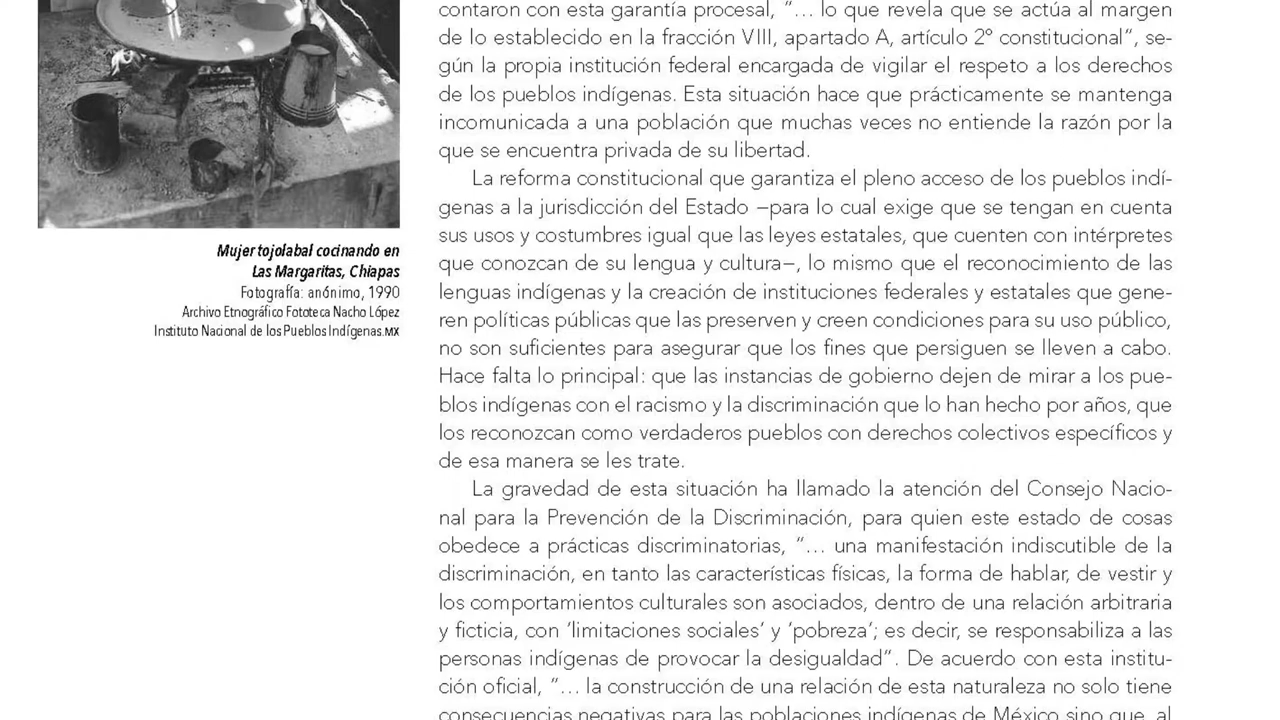 Mujer tojolabal cocinando en
Las Margaritas, Chiapas
Fotografía: anónimo, 1990
Archivo Etnográfico Fototeca Nacho López
Instituto Nacional de los Pueblos Indígenas.MX
contaron con esta garantía procesal, “… lo que revela que se actúa al margen
de lo establecido en la fracción VIII, apartado A, artículo 2° constitucional”, se-
gún la propia institución federal encargada de vigilar el respeto a los derechos
de los pueblos indígenas. Esta situación hace que prácticamente se mantenga
incomunicada a una población que muchas veces no entiende la razón por la
que se encuentra privada de su libertad.
La reforma constitucional que garantiza el pleno acceso de los pueblos indí-
genas a la jurisdicción del Estado —para lo cual exige que se tengan en cuenta
sus usos y costumbres igual que las leyes estatales, que cuenten con intérpretes
que conozcan de su lengua y cultura—, lo mismo que el reconocimiento de las
lenguas indígenas y la creación de instituciones federales y estatales que gene-
ren políticas públicas que las preserven y creen condiciones para su uso público,
no son suficientes para asegurar que los fines que persiguen se lleven a cabo.
Hace falta lo principal: que las instancias de gobierno dejen de mirar a los pue-
blos indígenas con el racismo y la discriminación que lo han hecho por años, que
los reconozcan como verdaderos pueblos con derechos colectivos específicos y
de esa manera se les trate.
La gravedad de esta situación ha llamado la atención del Consejo Nacio-
nal para la Prevención de la Discriminación, para quien este estado de cosas
obedece a prácticas discriminatorias, “… una manifestación indiscutible de la
discriminación, en tanto las características físicas, la forma de hablar, de vestir y
los comportamientos culturales son asociados, dentro de una relación arbitraria
y ficticia, con ‘limitaciones sociales’ y ‘pobreza’; es decir, se responsabiliza a las
personas indígenas de provocar la desigualdad”. De acuerdo con esta institu-
ción oficial, “… la construcción de una relación de esta naturaleza no solo tiene
consecuencias negativas para las poblaciones indígenas de México sino que, al